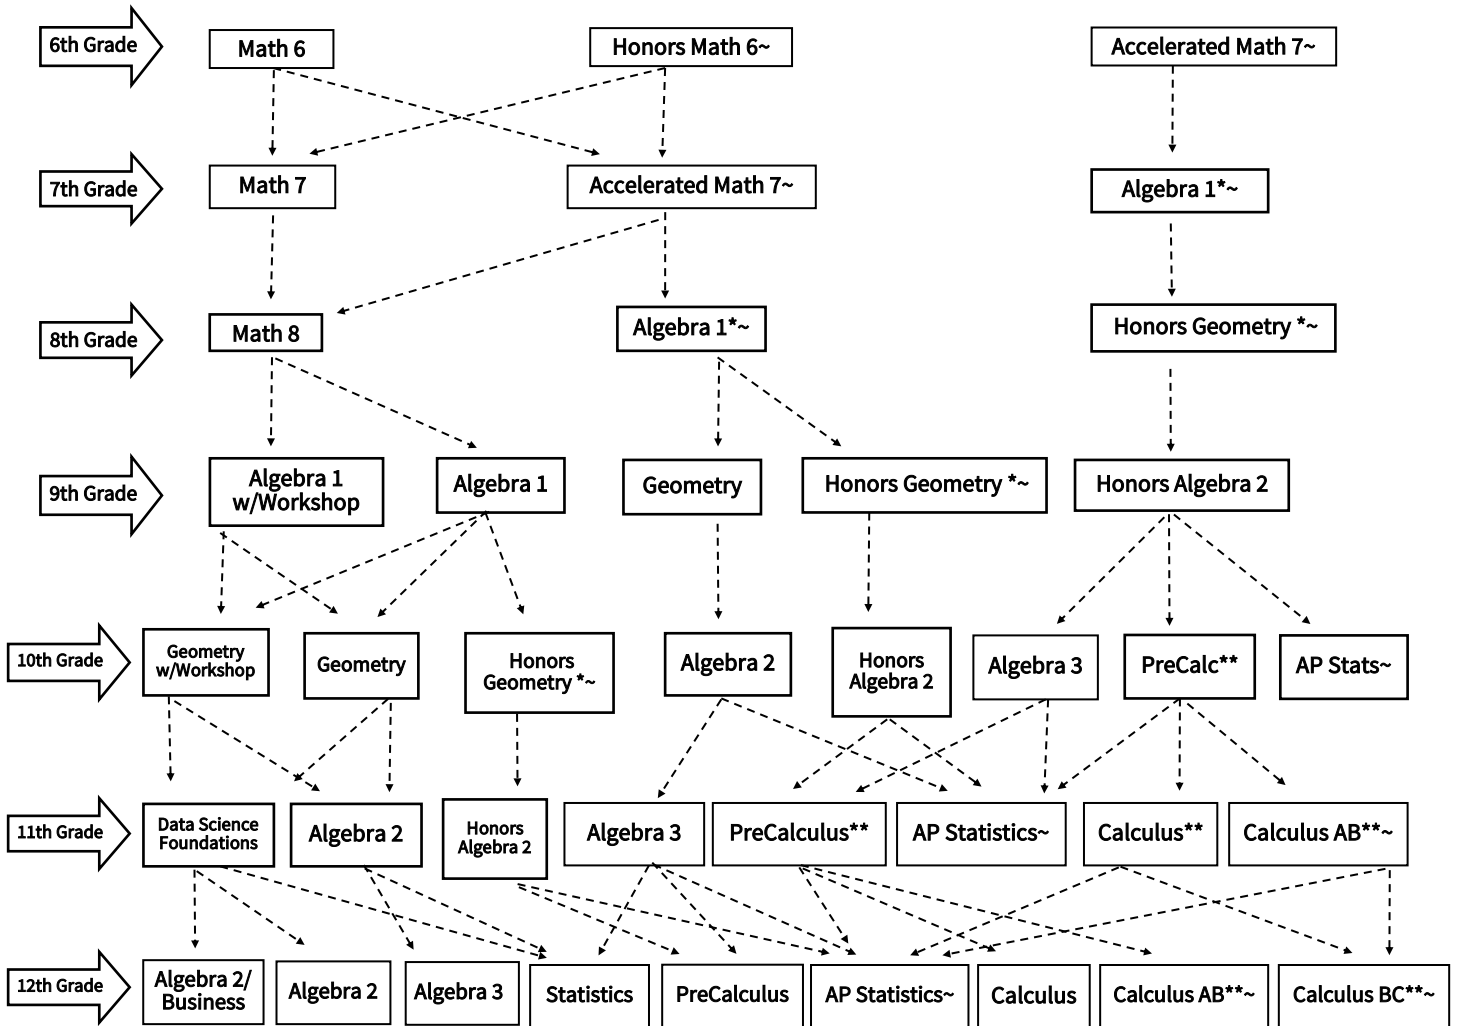 6th Grade
Math 6
Honors Math 6~
Accelerated Math 7~
7th Grade
Math 7
Accelerated Math 7~
Algebra 1*~
8th Grade
Math 8
Algebra 1*~
Honors Geometry *~
9th Grade
Algebra 1
w/Workshop
Algebra 1
Geometry
Honors Geometry *~
Honors Algebra 2
10th Grade
Geometry
w/Workshop
Geometry
Honors
Geometry *~
Algebra 2
Honors
Algebra 2
Algebra 3
PreCalc**
AP Stats~
11th Grade
Data Science
Foundations
Algebra 2
Honors
Algebra 2
Algebra 3
PreCalculus**
AP Statistics~
Calculus**
Calculus AB**~
12th Grade
Algebra 2/
Business
Algebra 2
Algebra 3
Statistics
PreCalculus
AP Statistics~
Calculus
Calculus AB**~
Calculus BC**~